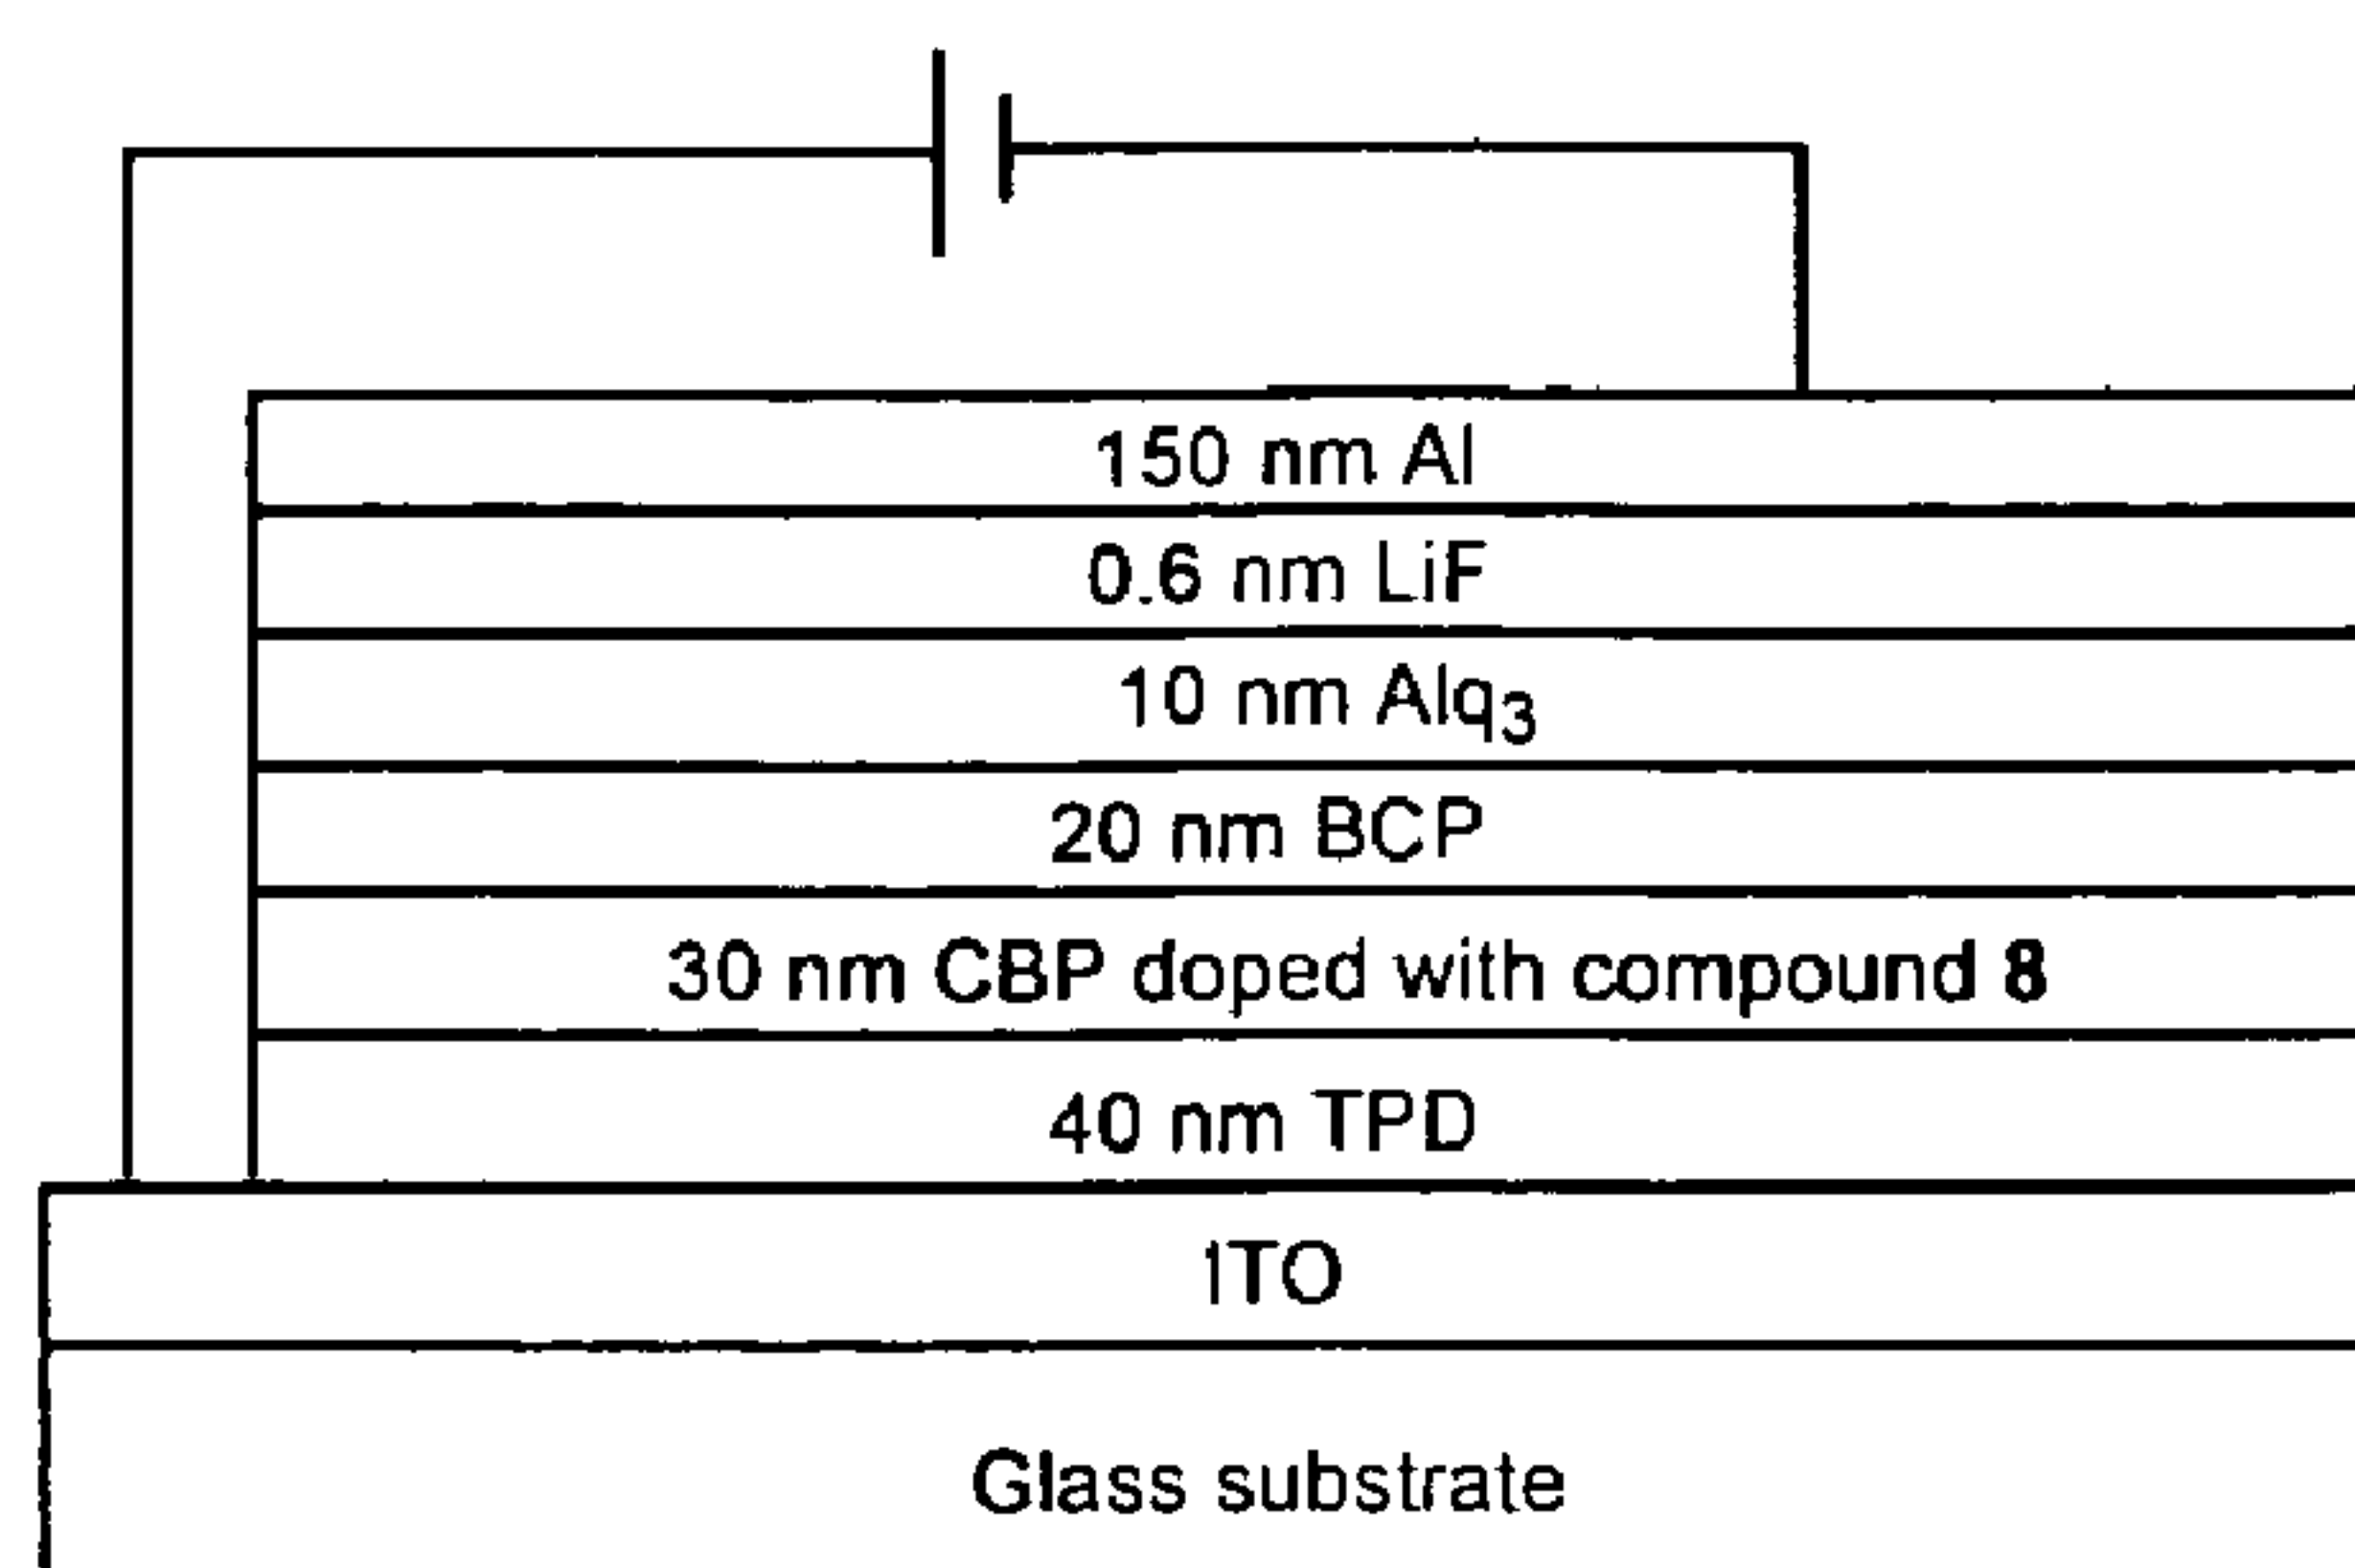 150 nm Al
0.6 nm LiF
10 nm Alq₃
20 nm BCP
30 nm CBP doped with compound 8
40 nm TPD
ITO
Glass substrate